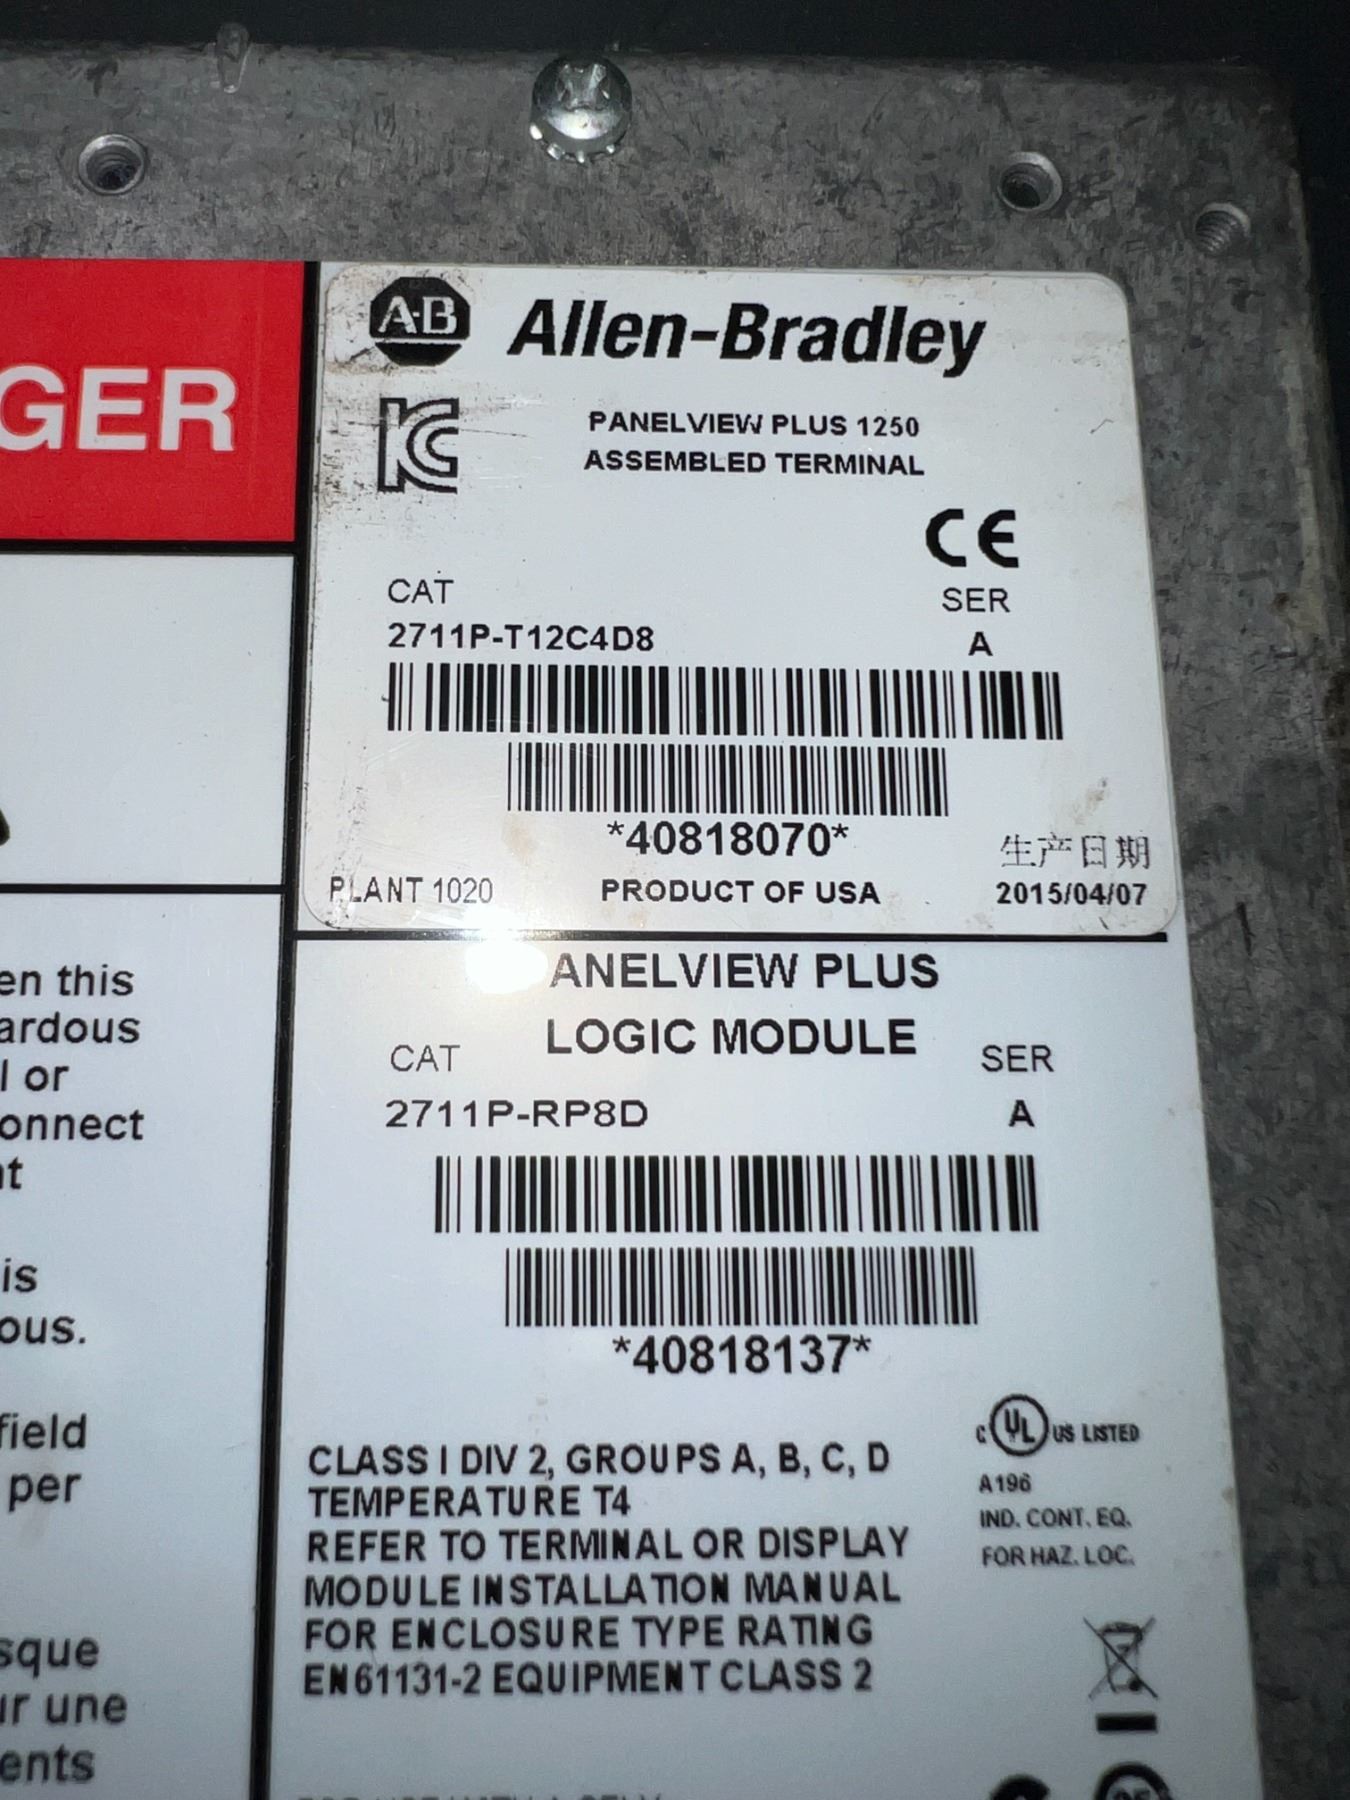 GER
A-B Allen-Bradley
PANELVIEW PLUS 1250
ASSEMBLED TERMINAL
CE
CAT SER
2711P-T12C4D8 A
*40818070*
生产日期
PLANT 1020 PRODUCT OF USA 2015/04/07
ANELVIEW PLUS
LOGIC MODULE
CAT SER
2711P-RP8D A
*40818137*
CLASS I DIV 2, GROUPS A, B, C, D
TEMPERATURE T4
REFER TO TERMINAL OR DISPLAY
MODULE INSTALLATION MANUAL
FOR ENCLOSURE TYPE RATING
EN61131-2 EQUIPMENT CLASS 2
C UL US LISTED
A196
IND. CONT. EQ.
FOR HAZ. LOC.
en this
ardous
l or
onnect
nt
is
ous.
field
per
sque
ur une
ents